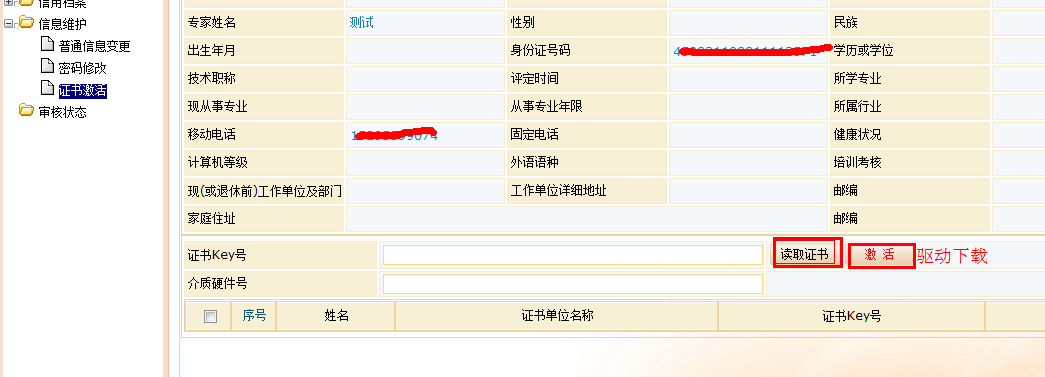 信用档案
信息维护
普通信息变更
密码修改
证书激活
审核状态
专家姓名 测试 性别 民族
出生年月 身份证号码 学历或学位
技术职称 评定时间 所学专业
现从事专业 从事专业年限 所属行业
移动电话 固定电话 健康状况
计算机等级 外语语种 培训考核
现(或退休前)工作单位及部门 工作单位详细地址 邮编
家庭住址 邮编
证书Key号 读取证书 激 活 驱动下载
介质硬件号
序号 姓名 证书单位名称 证书Key号